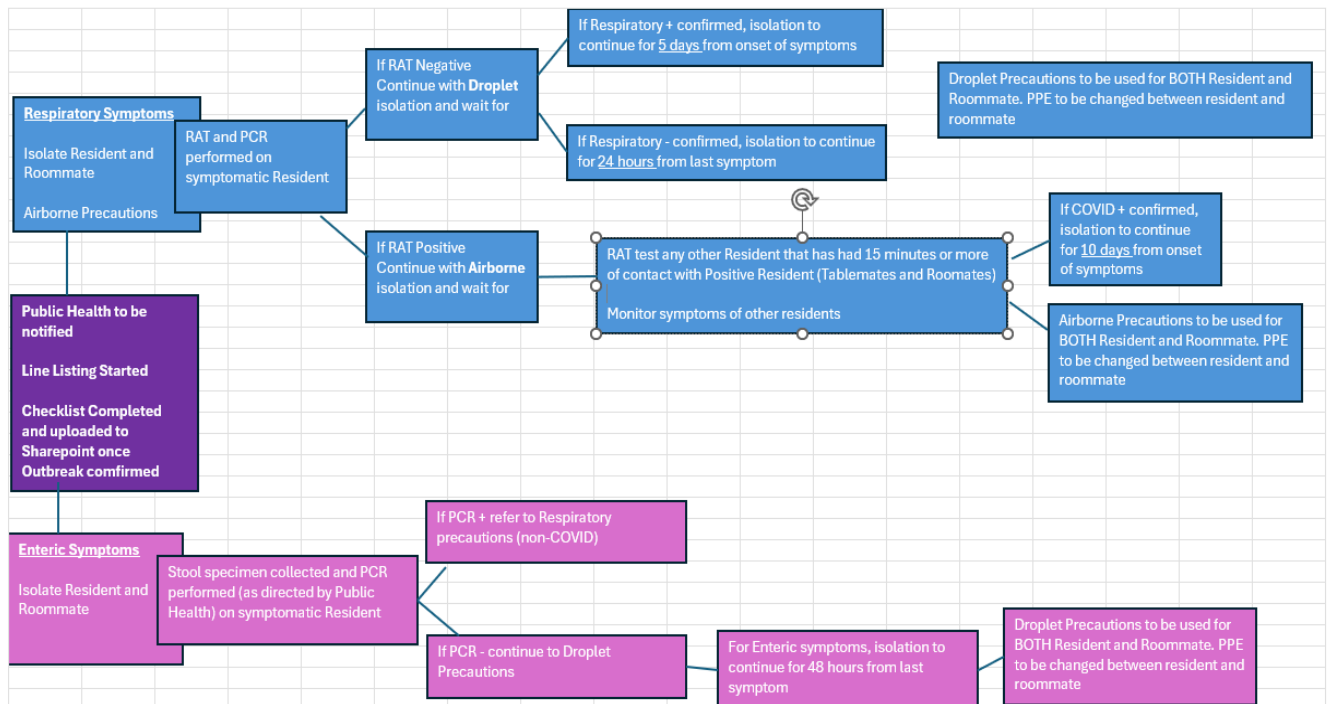 Respiratory Symptoms
Isolate Resident and
Roommate
Airborne Precautions
RAT and PCR
performed on
symptomatic Resident
If RAT Negative
Continue with Droplet
isolation and wait for
If Respiratory + confirmed, isolation to
continue for 5 days from onset of symptoms
If Respiratory - confirmed, isolation to continue
for 24 hours from last symptom
Droplet Precautions to be used for BOTH Resident and
Roommate. PPE to be changed between resident and
roommate
If RAT Positive
Continue with Airborne
isolation and wait for
RAT test any other Resident that has had 15 minutes or more
of contact with Positive Resident (Tablemates and Roomates)
Monitor symptoms of other residents
If COVID + confirmed,
isolation to continue
for 10 days from onset
of symptoms
Airborne Precautions to be used for
BOTH Resident and Roommate. PPE
to be changed between resident and
roommate
Public Health to be
notified
Line Listing Started
Checklist Completed
and uploaded to
Sharepoint once
Outbreak comfirmed
Enteric Symptoms
Isolate Resident and
Roommate
Stool specimen collected and PCR
performed (as directed by Public
Health) on symptomatic Resident
If PCR + refer to Respiratory
precautions (non-COVID)
If PCR - continue to Droplet
Precautions
For Enteric symptoms, isolation to
continue for 48 hours from last
symptom
Droplet Precautions to be used for
BOTH Resident and Roommate. PPE
to be changed between resident and
roommate